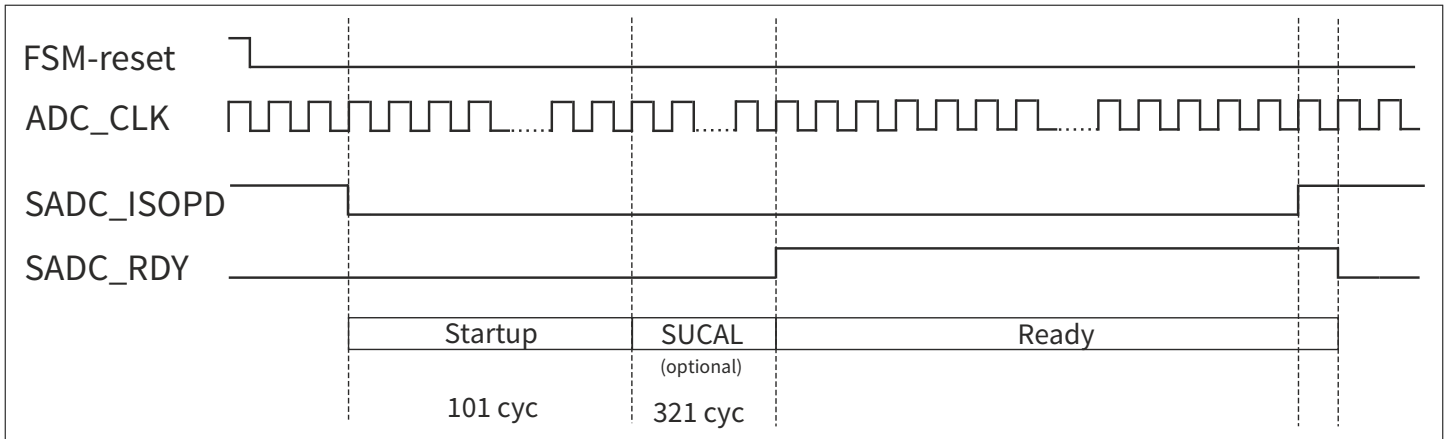 FSM-reset
ADC_CLK
SADC_ISOPD
SADC_RDY
Startup SUCAL Ready
(optional)
101 cyc 321 cyc